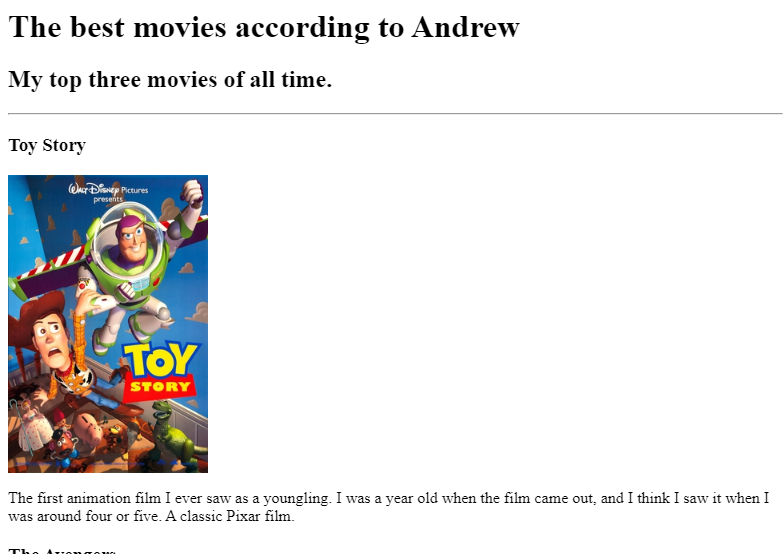 The best movies according to Andrew
My top three movies of all time.
Toy Story
Walt Disney Pictures
presents
TOY
STORY
The first animation film I ever saw as a youngling. I was a year old when the film came out, and I think I saw it when I
was around four or five. A classic Pixar film.
The Avengers